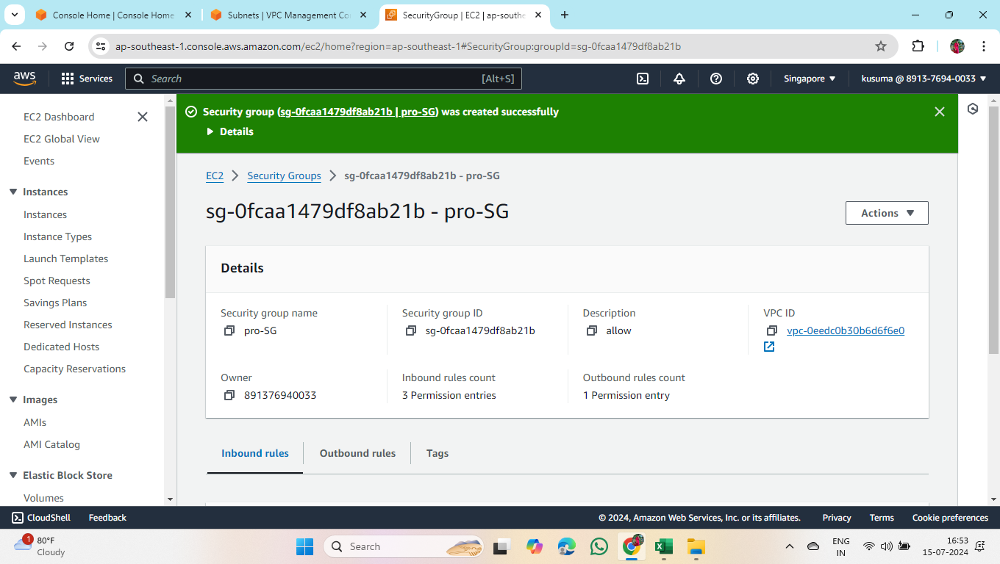 Console Home | Console Home
Subnets | VPC Management Co
SecurityGroup | EC2 | ap-southe
ap-southeast-1.console.aws.amazon.com/ec2/home?region=ap-southeast-1#SecurityGroup:groupId=sg-0fcaa1479df8ab21b
aws
Services
Search
[Alt+S]
Singapore
kusuma @ 8913-7694-0033
EC2 Dashboard
EC2 Global View
Events
Instances
Instances
Instance Types
Launch Templates
Spot Requests
Savings Plans
Reserved Instances
Dedicated Hosts
Capacity Reservations
Images
AMIs
AMI Catalog
Elastic Block Store
Volumes
Security group (sg-0fcaa1479df8ab21b | pro-SG) was created successfully
Details
EC2
Security Groups
sg-0fcaa1479df8ab21b - pro-SG
sg-0fcaa1479df8ab21b - pro-SG
Actions
Details
Security group name
pro-SG
Security group ID
sg-0fcaa1479df8ab21b
Description
allow
VPC ID
vpc-0eedc0b30b6d6f6e0
Owner
891376940033
Inbound rules count
3 Permission entries
Outbound rules count
1 Permission entry
Inbound rules
Outbound rules
Tags
CloudShell
Feedback
© 2024, Amazon Web Services, Inc. or its affiliates.
Privacy
Terms
Cookie preferences
1
80°F
Cloudy
Search
ENG
IN
16:53
15-07-2024